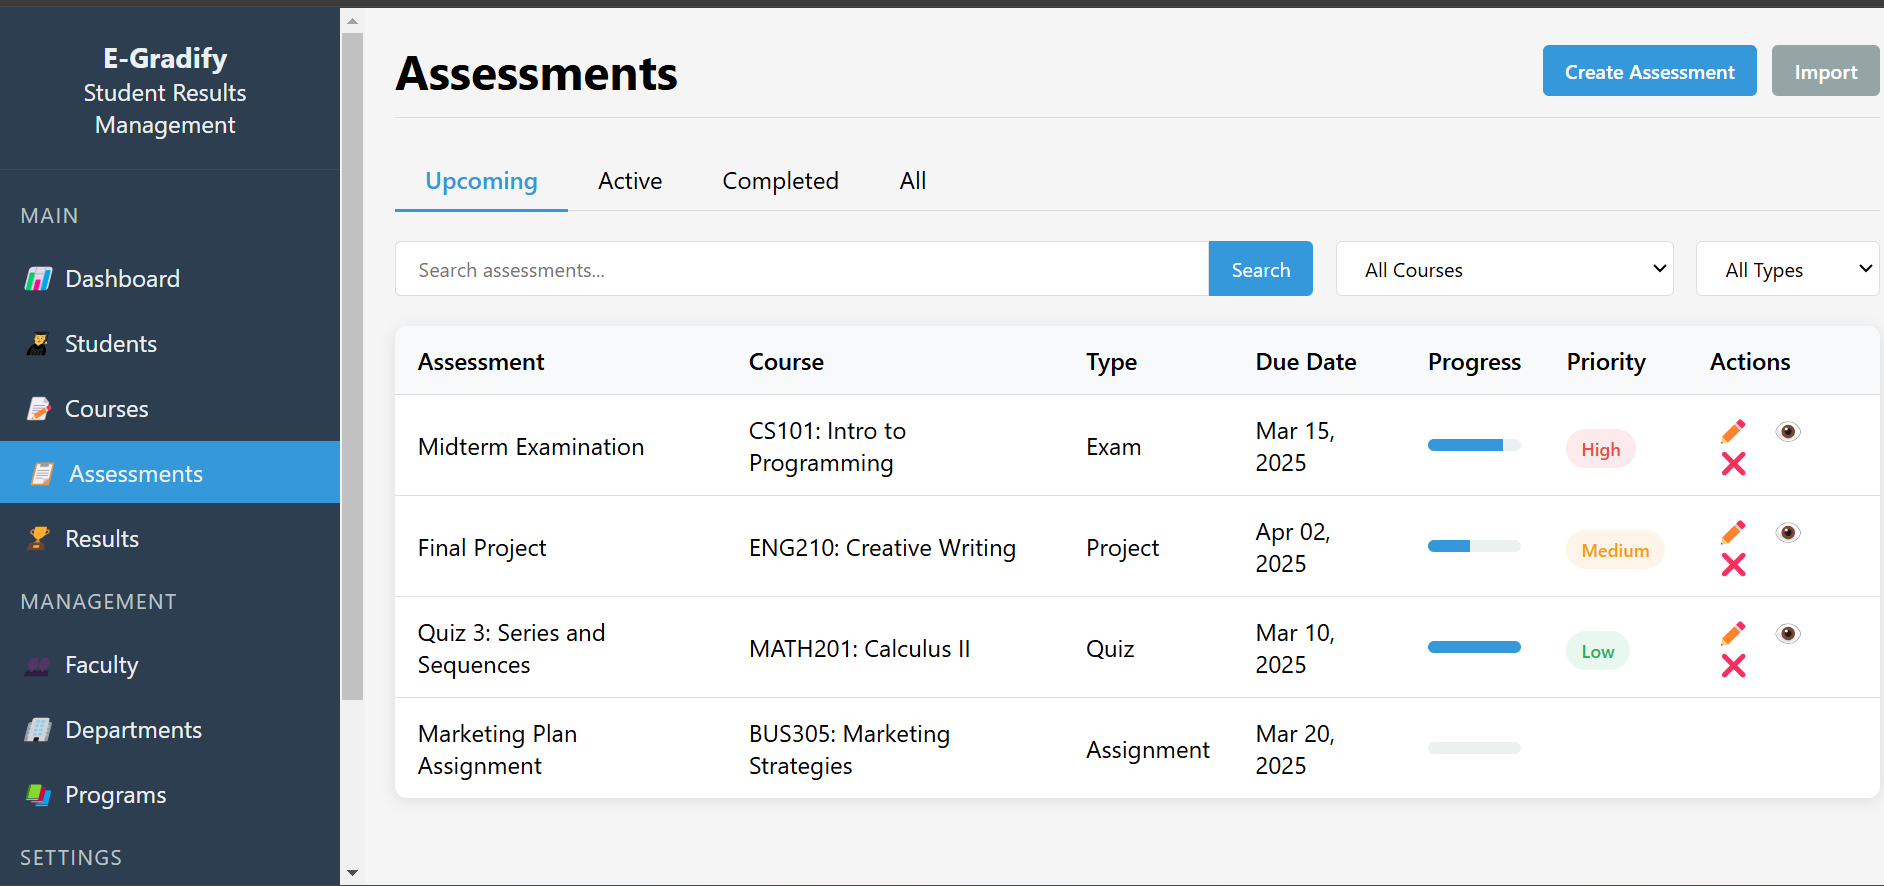 E-Gradify
Student Results
Management
MAIN
Dashboard
Students
Courses
Assessments
Results
MANAGEMENT
Faculty
Departments
Programs
SETTINGS
Assessments
Create Assessment
Import
Upcoming
Active
Completed
All
Search assessments...
Search
All Courses
All Types
Assessment
Course
Type
Due Date
Progress
Priority
Actions
Midterm Examination
CS101: Intro to
Programming
Exam
Mar 15,
2025
High
Final Project
ENG210: Creative Writing
Project
Apr 02,
2025
Medium
Quiz 3: Series and
Sequences
MATH201: Calculus II
Quiz
Mar 10,
2025
Low
Marketing Plan
Assignment
BUS305: Marketing
Strategies
Assignment
Mar 20,
2025